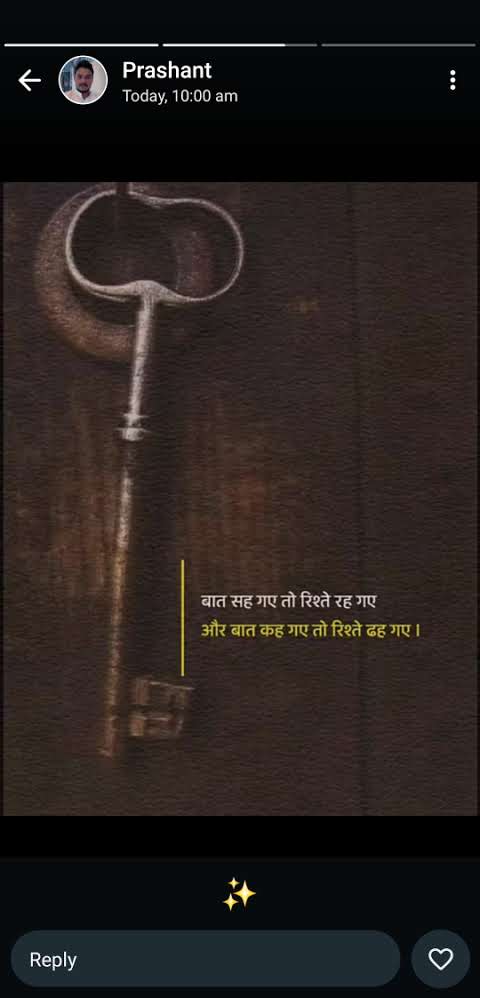 Prashant
Today, 10:00 am
बात सह गए तो रिश्ते रह गए
और बात कह गए तो रिश्ते ढह गए ।
Reply